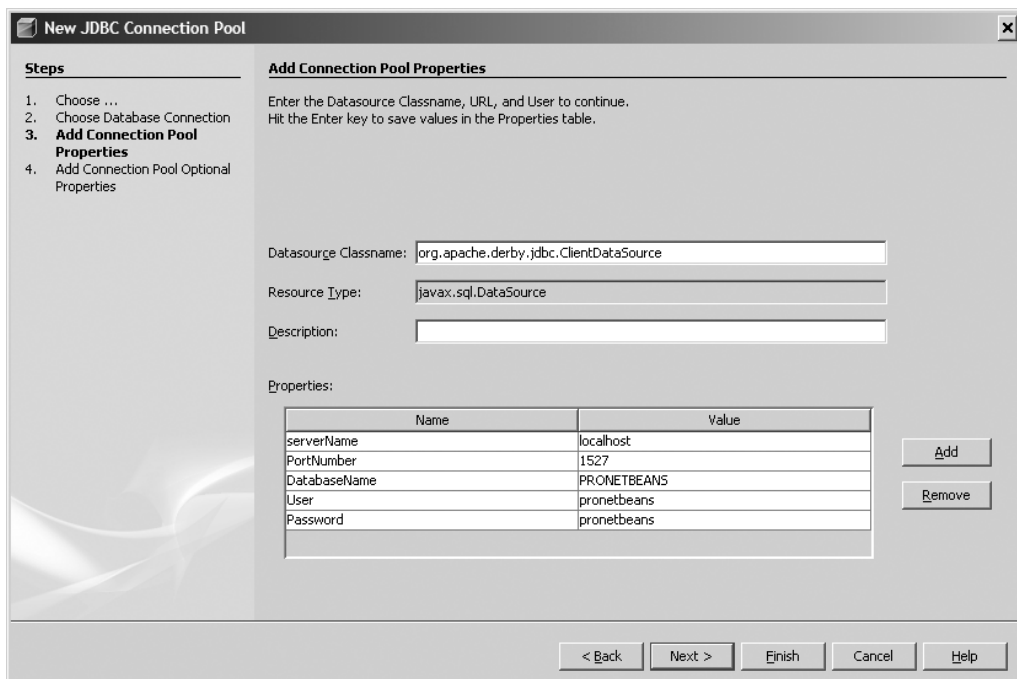 New JDBC Connection Pool
Steps
1. Choose ...
2. Choose Database Connection
3. Add Connection Pool
Properties
4. Add Connection Pool Optional
Properties
Add Connection Pool Properties
Enter the Datasource Classname, URL, and User to continue.
Hit the Enter key to save values in the Properties table.
Datasource Classname: org.apache.derby.jdbc.ClientDataSource
Resource Type: javax.sql.DataSource
Description:
Properties:
Name Value
serverName localhost
PortNumber 1527
DatabaseName PRONETBEANS
User pronetbeans
Password pronetbeans
Add
Remove
< Back Next > Finish Cancel Help